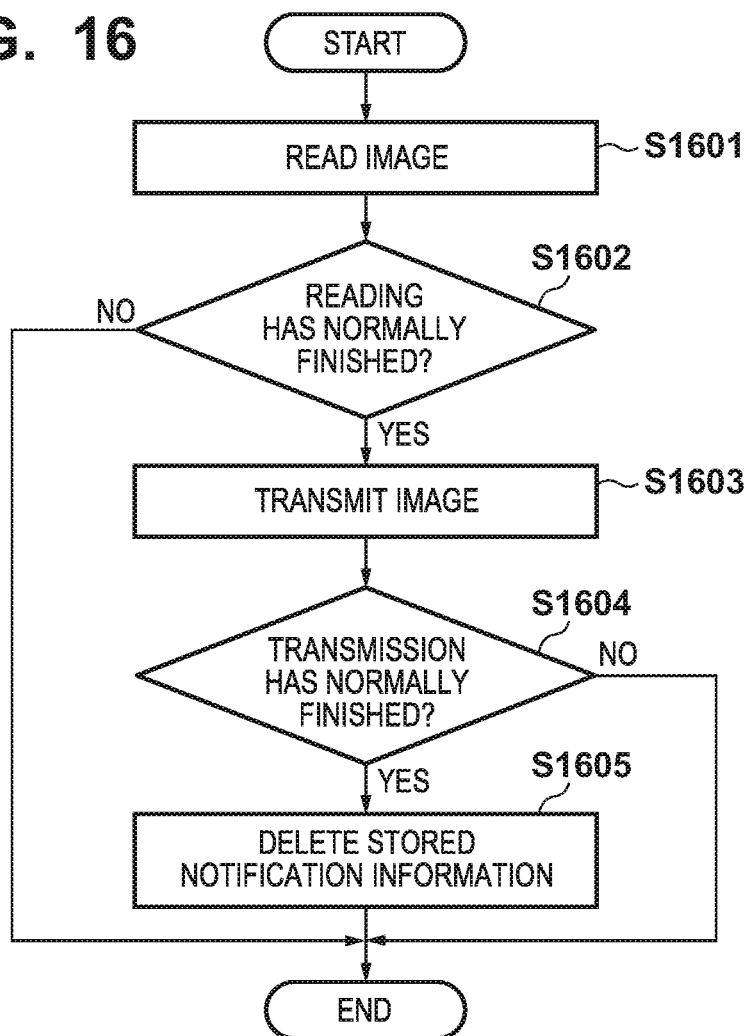 G. 16
START
READ IMAGE
S1601
S1602
READING
HAS NORMALLY
FINISHED?
NO
YES
TRANSMIT IMAGE
S1603
S1604
TRANSMISSION
HAS NORMALLY
FINISHED?
NO
YES
S1605
DELETE STORED
NOTIFICATION INFORMATION
END